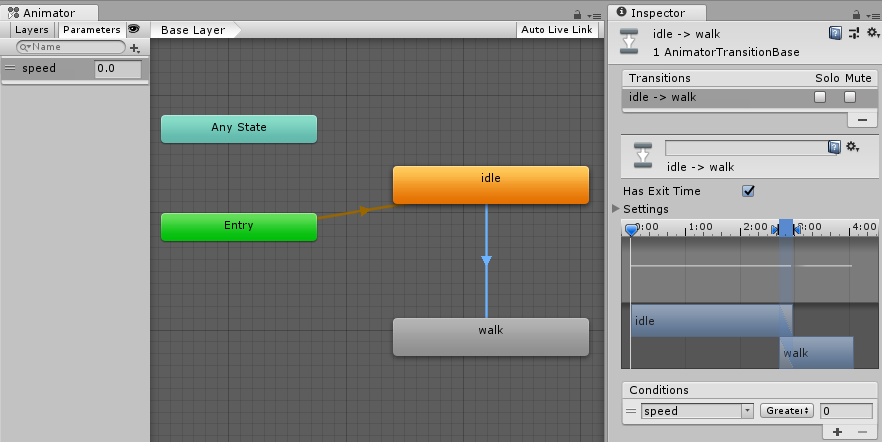 Animator
Layers Parameters
Name
speed 0.0
Base Layer
Auto Live Link
Any State
idle
Entry
walk
Inspector
idle -> walk
1 AnimatorTransitionBase
Transitions Solo Mute
idle -> walk
idle -> walk
Has Exit Time
Settings
0:00 1:00 2:00 3:00 4:00
idle
walk
Conditions
speed Greater 0